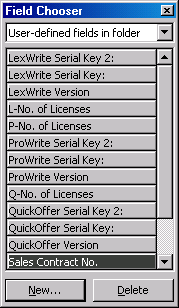 Field Chooser
User-defined fields in folder
LexWrite Serial Key 2:
LexWrite Serial Key:
LexWrite Version
L-No. of Licenses
P-No. of Licenses
ProWrite Serial Key 2:
ProWrite Serial Key:
ProWrite Version
Q-No. of Licenses
QuickOffer Serial Key 2:
QuickOffer Serial Key:
QuickOffer Version
Sales Contract No.
New... Delete